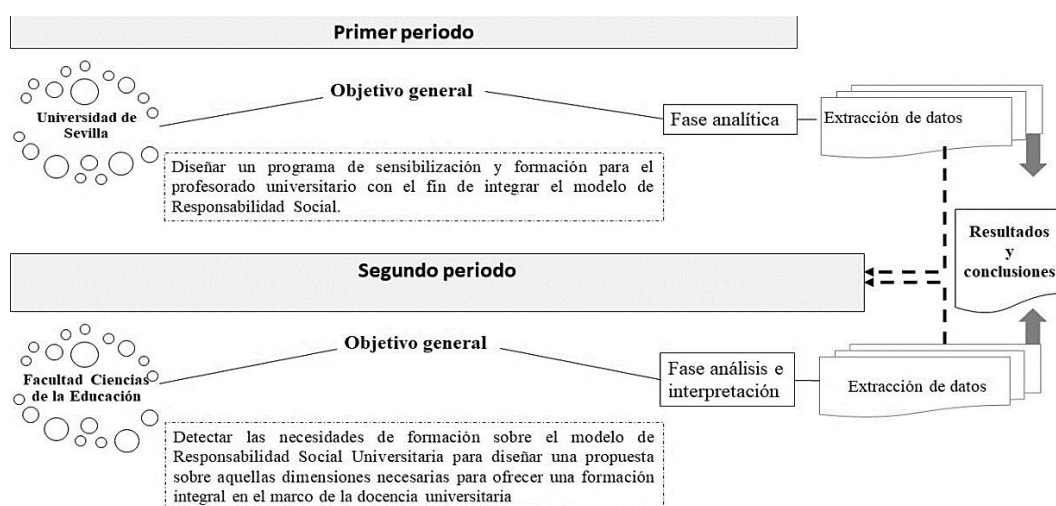 Primer periodo
Universidad de
Sevilla
Objetivo general
Fase analítica
Extracción de datos
Diseñar un programa de sensibilización y formación para el
profesorado universitario con el fin de integrar el modelo de
Responsabilidad Social.
Resultados
y
conclusiones
Segundo periodo
Facultad Ciencias
de la Educación
Objetivo general
Fase análisis e
interpretación
Extracción de datos
Detectar las necesidades de formación sobre el modelo de
Responsabilidad Social Universitaria para diseñar una propuesta
sobre aquellas dimensiones necesarias para ofrecer una formación
integral en el marco de la docencia universitaria